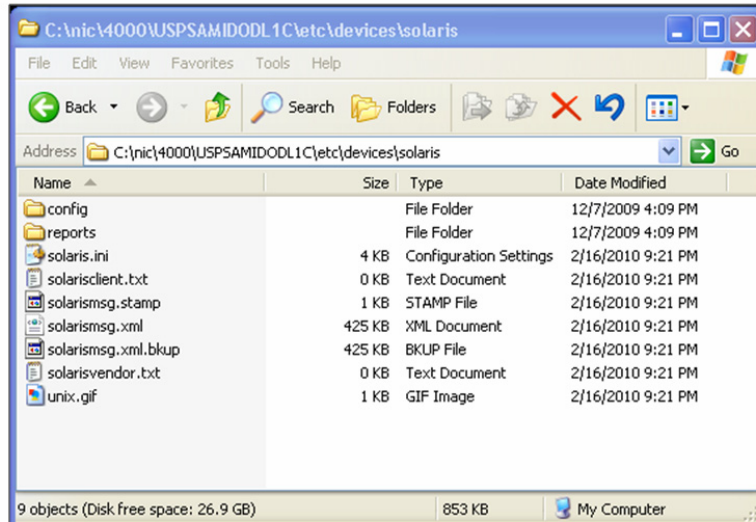 C:\nic\4000\USPSAMIDODL1C\etc\devices\solaris
File Edit View Favorites Tools Help
Back Search Folders
Address C:\nic\4000\USPSAMIDODL1C\etc\devices\solaris Go
Name Size Type Date Modified
config File Folder 12/7/2009 4:09 PM
reports File Folder 12/7/2009 4:09 PM
solaris.ini 4 KB Configuration Settings 2/16/2010 9:21 PM
solarisclient.txt 0 KB Text Document 2/16/2010 9:21 PM
solarismsg.stamp 1 KB STAMP File 2/16/2010 9:21 PM
solarismsg.xml 425 KB XML Document 2/16/2010 9:21 PM
solarismsg.xml.bkup 425 KB BKUP File 2/16/2010 9:21 PM
solarisvendor.txt 0 KB Text Document 2/16/2010 9:21 PM
unix.gif 1 KB GIF Image 2/16/2010 9:21 PM
9 objects (Disk free space: 26.9 GB) 853 KB My Computer